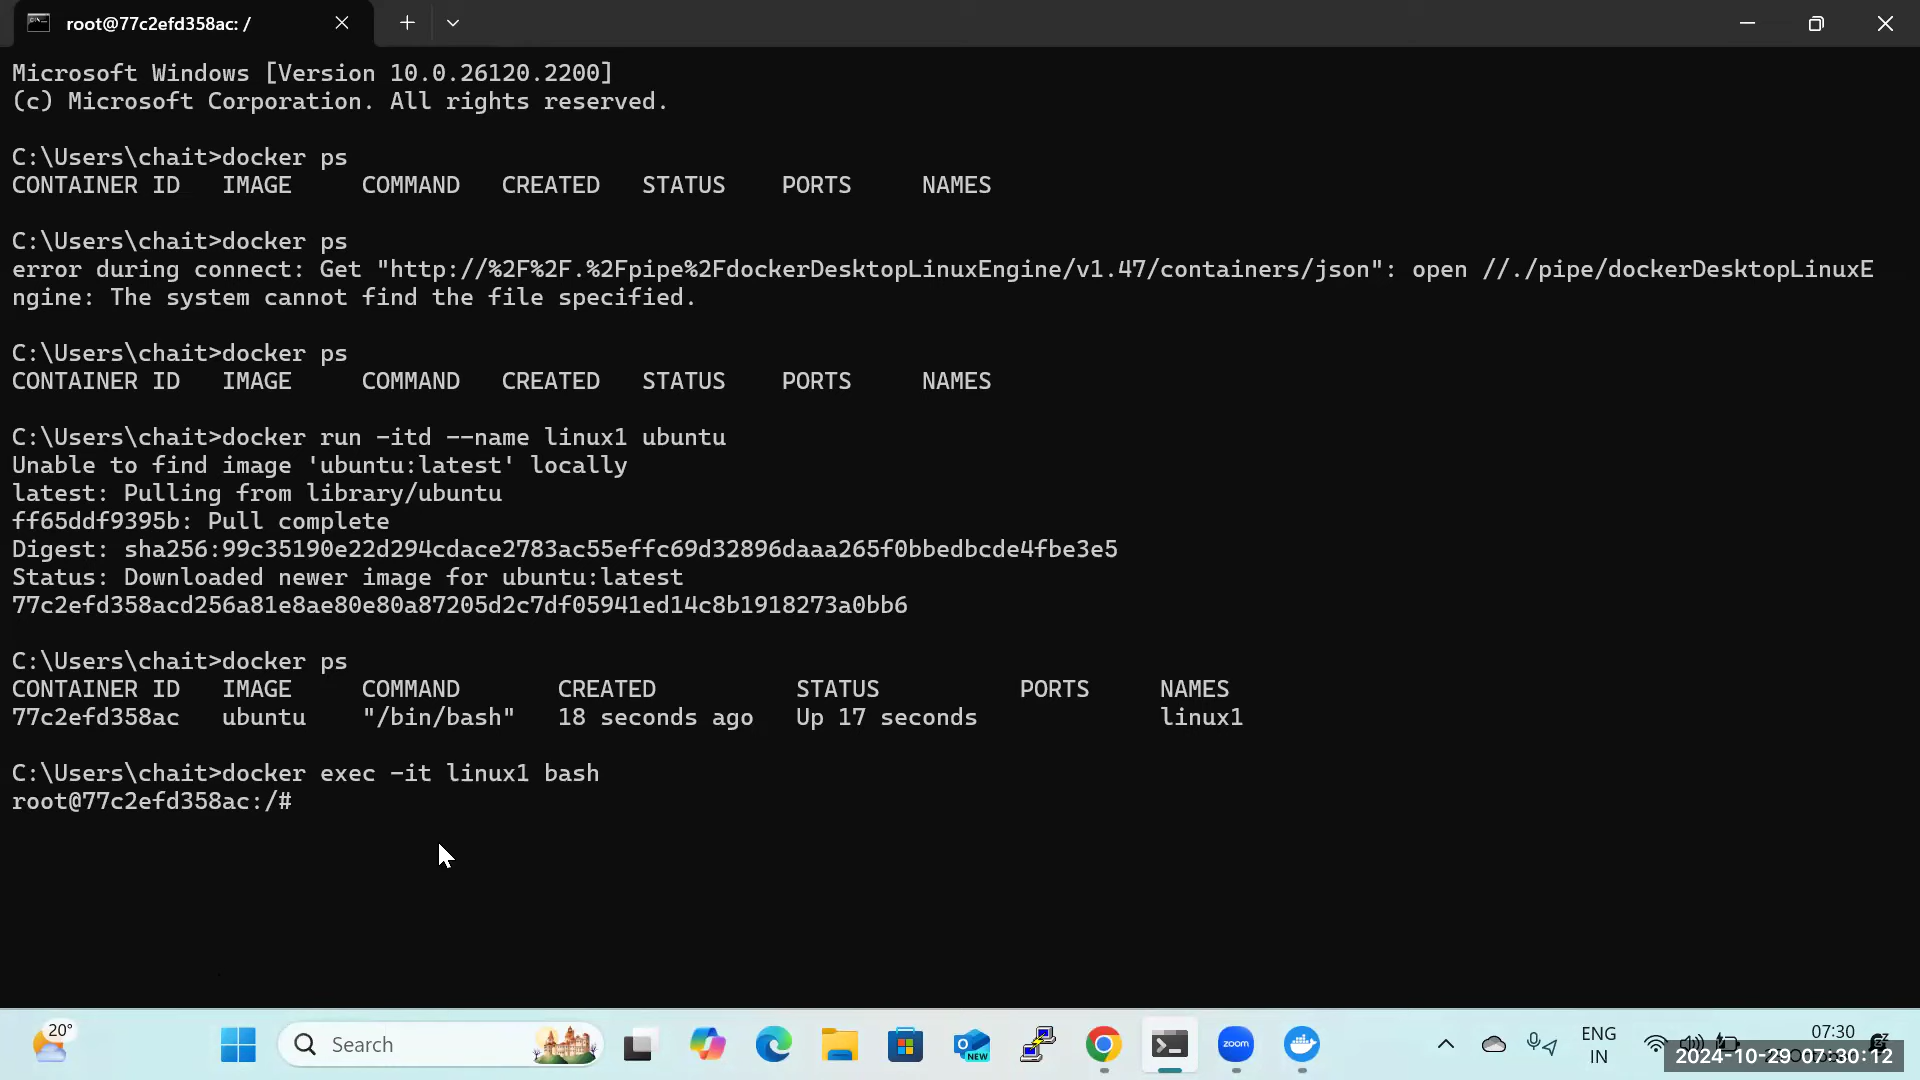 root@77c2efd358ac: /
Microsoft Windows [Version 10.0.26120.2200]
(c) Microsoft Corporation. All rights reserved.
C:\Users\chait>docker ps
CONTAINER ID   IMAGE     COMMAND   CREATED   STATUS    PORTS     NAMES
C:\Users\chait>docker ps
error during connect: Get "http://%2F%2F.%2Fpipe%2FdockerDesktopLinuxEngine/v1.47/containers/json": open //./pipe/dockerDesktopLinuxE
ngine: The system cannot find the file specified.
C:\Users\chait>docker ps
CONTAINER ID   IMAGE     COMMAND   CREATED   STATUS    PORTS     NAMES
C:\Users\chait>docker run -itd --name linux1 ubuntu
Unable to find image 'ubuntu:latest' locally
latest: Pulling from library/ubuntu
ff65ddf9395b: Pull complete
Digest: sha256:99c35190e22d294cdace2783ac55effc69d32896daaa265f0bbedbcde4fbe3e5
Status: Downloaded newer image for ubuntu:latest
77c2efd358acd256a81e8ae80e80a87205d2c7df05941ed14c8b1918273a0bb6
C:\Users\chait>docker ps
CONTAINER ID   IMAGE     COMMAND       CREATED          STATUS          PORTS     NAMES
77c2efd358ac   ubuntu    "/bin/bash"   18 seconds ago   Up 17 seconds             linux1
C:\Users\chait>docker exec -it linux1 bash
root@77c2efd358ac:/#
20°
Search
NEW
zoom
ENG
IN
07:30
2024-10-29 07:30:12